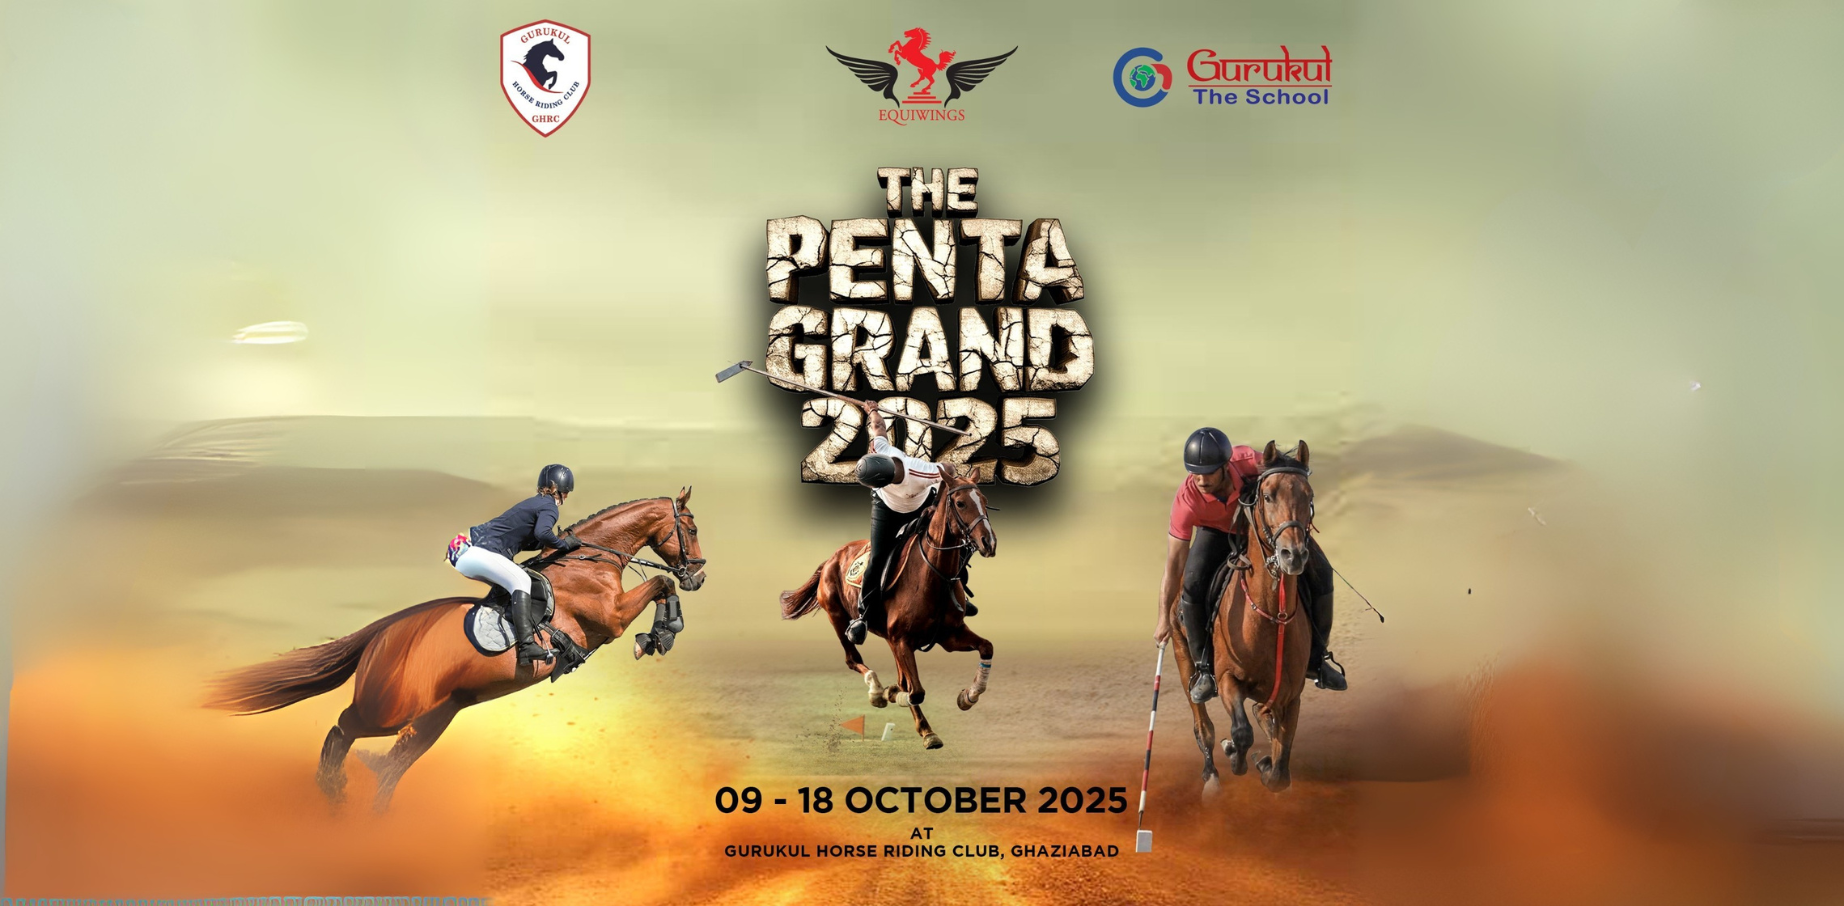 GURUKUL
HORSE RIDING CLUB
GHRC
EQUIWINGS
Gurukul
The School
THE
PENTA
GRAND
2025
09 - 18 OCTOBER 2025
AT
GURUKUL HORSE RIDING CLUB, GHAZIABAD